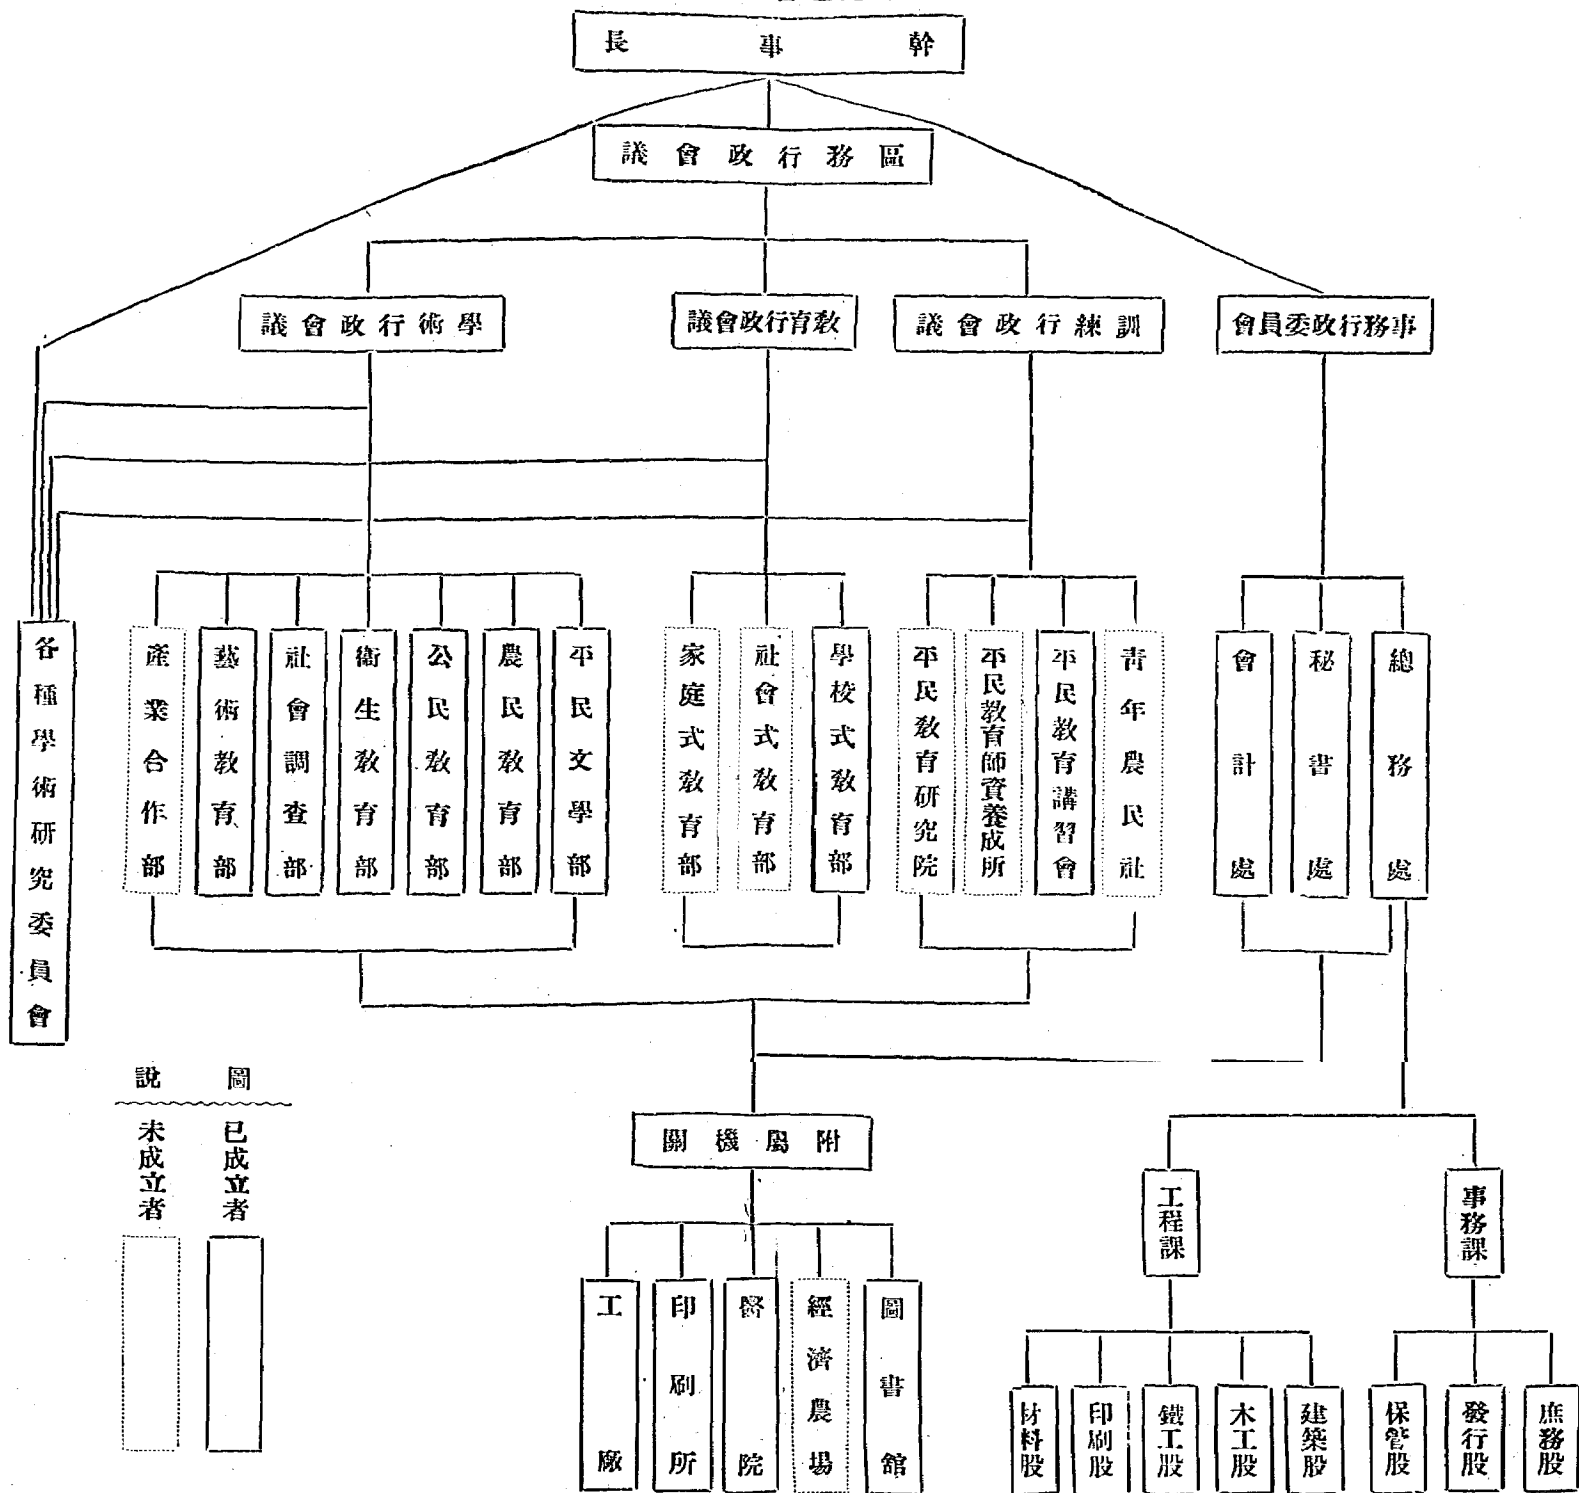 幹事長
區務行政會議
事務行政委員會
訓練行政會議
教育行政會議
學術行政會議
總務處
秘書處
會計處
青年農民社
平民教育講習會
平民教育師資養成所
平民教育研究院
學校式教育部
社會式教育部
家庭式教育部
平民文學部
農民教育部
公民教育部
衛生教育部
社會調查部
藝術教育部
產業合作部
各種學術研究委員會
附屬機關
圖書館
經濟農場
醫院
印刷所
工廠
事務課
工程課
庶務股
發行股
保管股
建築股
木工股
鐵工股
印刷股
材料股
圖說
已成立者
未成立者